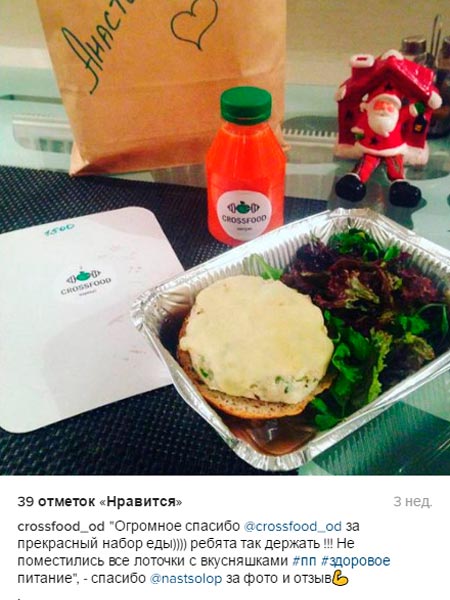 Анаст
CROSSFOOD
1500
CROSSFOOD
39 отметок «Нравится»
3 нед.
crossfood_od "Огромное спасибо @crossfood_od за
прекрасный набор еды)))) ребята так держать !!! Не
поместились все лоточки с вкусняшками #пп #здоровое
питание", - спасибо @nastsolop за фото и отзыв💪
.